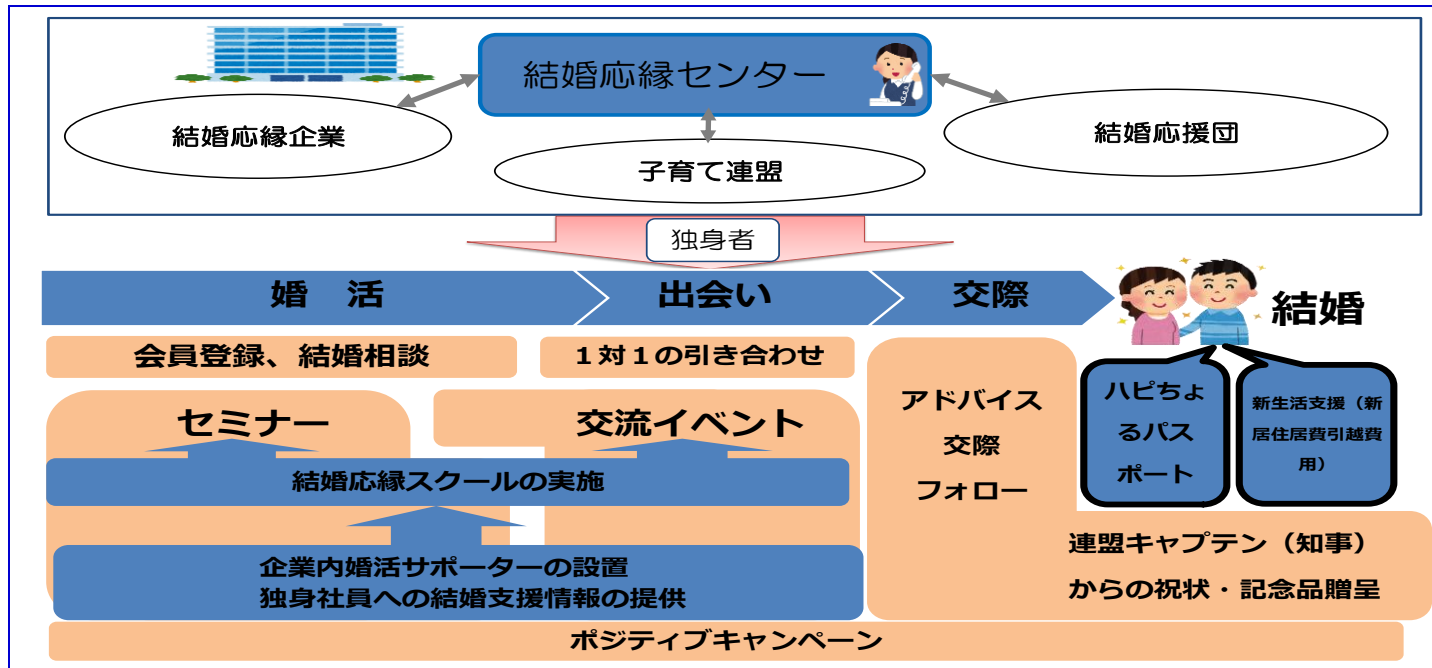 結婚応縁センター
結婚応縁企業
結婚応援団
子育て連盟
独身者
婚　活
出会い
交際
結婚
会員登録、結婚相談
１対１の引き合わせ
アドバイス
交際
フォロー
ハピちょ
るパス
ポート
新生活支援（新
居住居費引越費
用）
セミナー
交流イベント
結婚応縁スクールの実施
企業内婚活サポーターの設置
独身社員への結婚支援情報の提供
連盟キャプテン（知事）
からの祝状・記念品贈呈
ポジティブキャンペーン